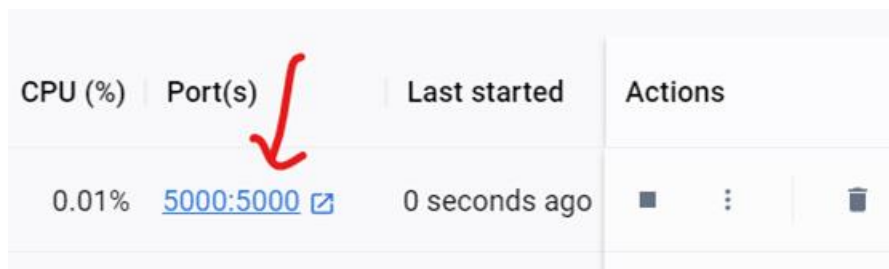 CPU (%) Port(s) Last started Actions
0.01% 5000:5000 0 seconds ago